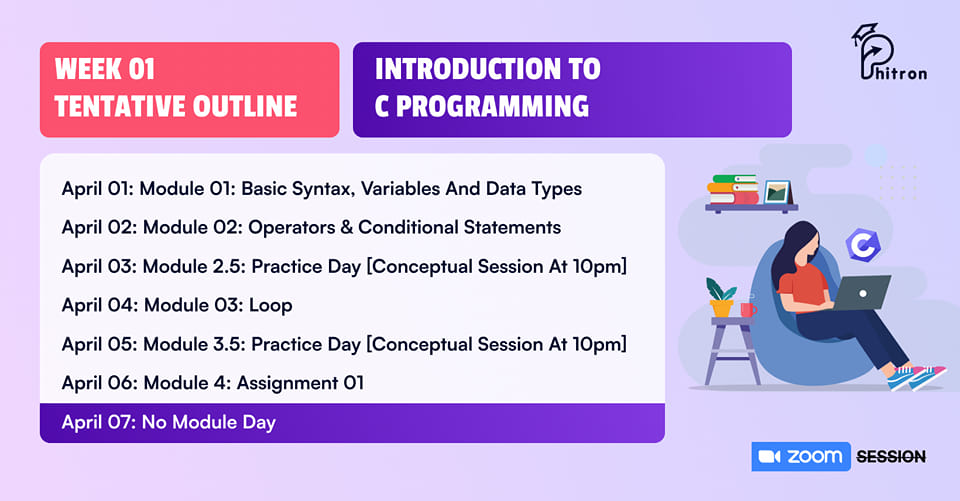 WEEK 01
TENTATIVE OUTLINE
INTRODUCTION TO
C PROGRAMMING
Phitron
April 01: Module 01: Basic Syntax, Variables And Data Types
April 02: Module 02: Operators & Conditional Statements
April 03: Module 2.5: Practice Day [Conceptual Session At 10pm]
April 04: Module 03: Loop
April 05: Module 3.5: Practice Day [Conceptual Session At 10pm]
April 06: Module 4: Assignment 01
April 07: No Module Day
C
zoom SESSION